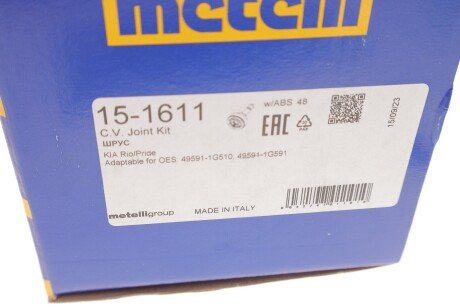 metelli
15-1611
w/ABS 48
C.V. Joint Kit
ШРУС
EAC
KIA Rio/Pride
Adaptable for OES: 49591-1G510, 49591-1G591
15/09/23
metelligroup
MADE IN ITALY